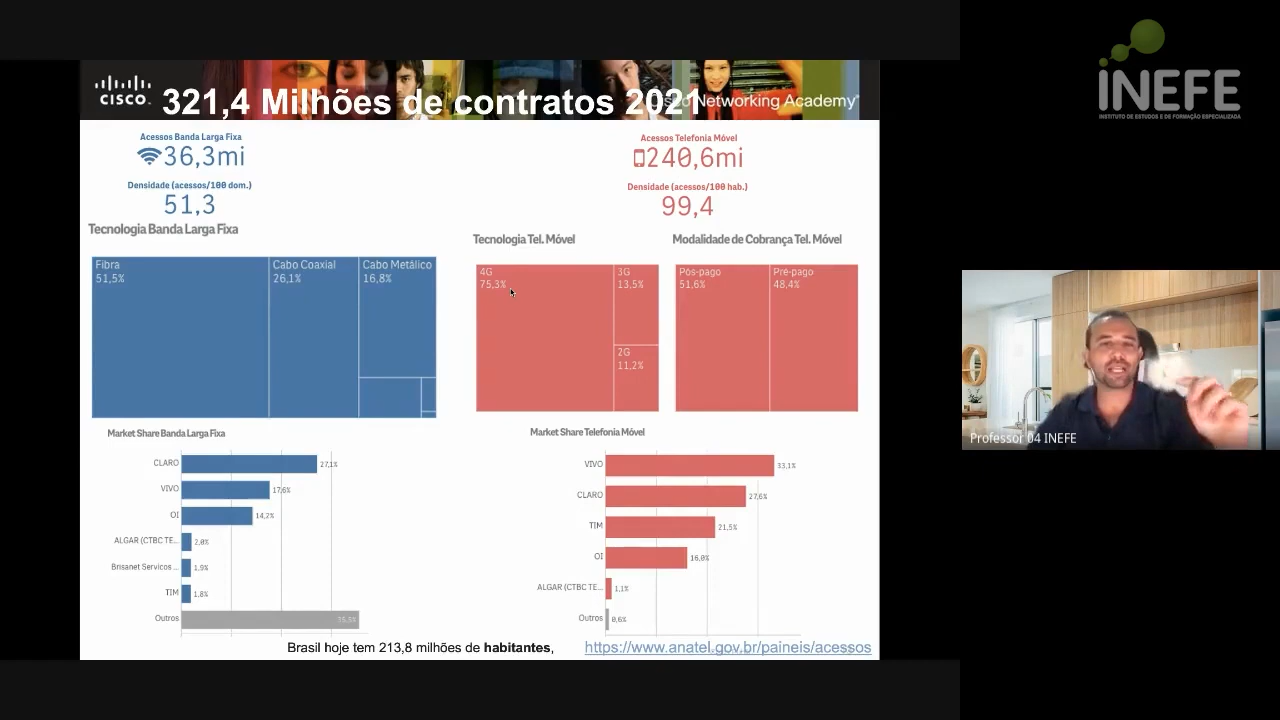 CISCO
321,4 Milhões de contratos 2021
Networking Academy
INEFE
INSTITUTO DE ESTUDOS E DE FORMAÇÃO ESPECIALIZADA
Acessos Banda Larga Fixa
36,3mi
Densidade (acessos/100 dom.)
51,3
Acessos Telefonia Móvel
240,6mi
Densidade (acessos/100 hab.)
99,4
Tecnologia Banda Larga Fixa
Fibra
51,5%
Cabo Coaxial
26,1%
Cabo Metálico
16,8%
Tecnologia Tel. Móvel
4G
75,3%
3G
13,5%
2G
11,2%
Modalidade de Cobrança Tel. Móvel
Pós-pago
51,6%
Pré-pago
48,4%
Market Share Banda Larga Fixa
CLARO 27,1%
VIVO 17,6%
OI 14,2%
ALGAR (CTBC TE... 2,0%
Brisanet Servicos ... 1,9%
TIM 1,8%
Outros 35,5%
Market Share Telefonia Móvel
VIVO 33,1%
CLARO 27,6%
TIM 21,5%
OI 16,0%
ALGAR (CTBC TE... 1,1%
Outros 0,6%
Brasil hoje tem 213,8 milhões de habitantes,
https://www.anatel.gov.br/paineis/acessos
Professor 04 INEFE